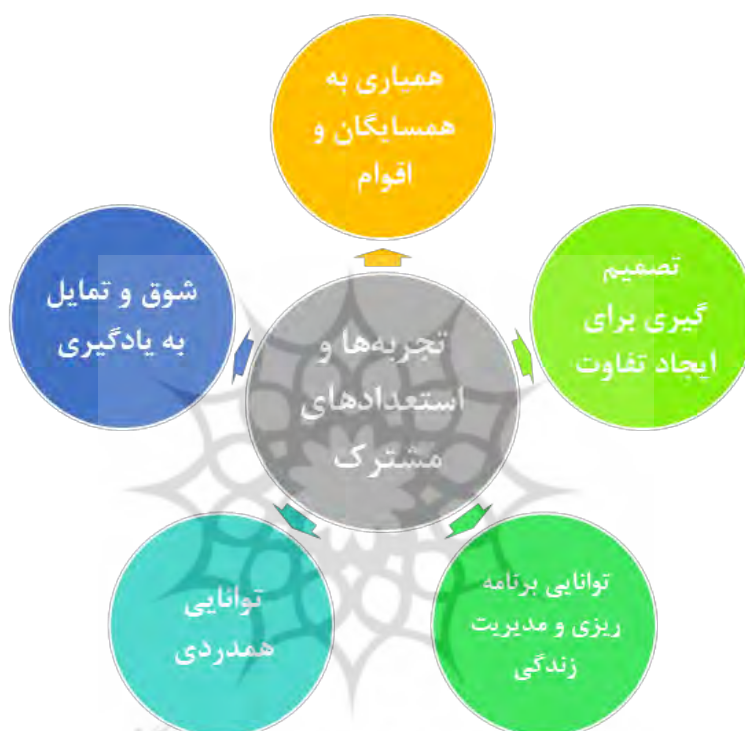 همیاری به
همسایگان و
اقوام
تصمیم
گیری برای
ایجاد تفاوت
شوق و تمایل
به یادگیری
تجربه‌ها و
استعدادهای
مشترک
توانایی برنامه
ریزی و مدیریت
زندگی
توانایی
همدردی